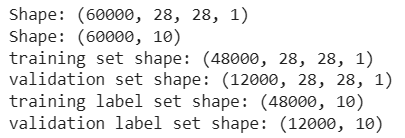 Shape: (60000, 28, 28, 1)
Shape: (60000, 10)
training set shape: (48000, 28, 28, 1)
validation set shape: (12000, 28, 28, 1)
training label set shape: (48000, 10)
validation label set shape: (12000, 10)